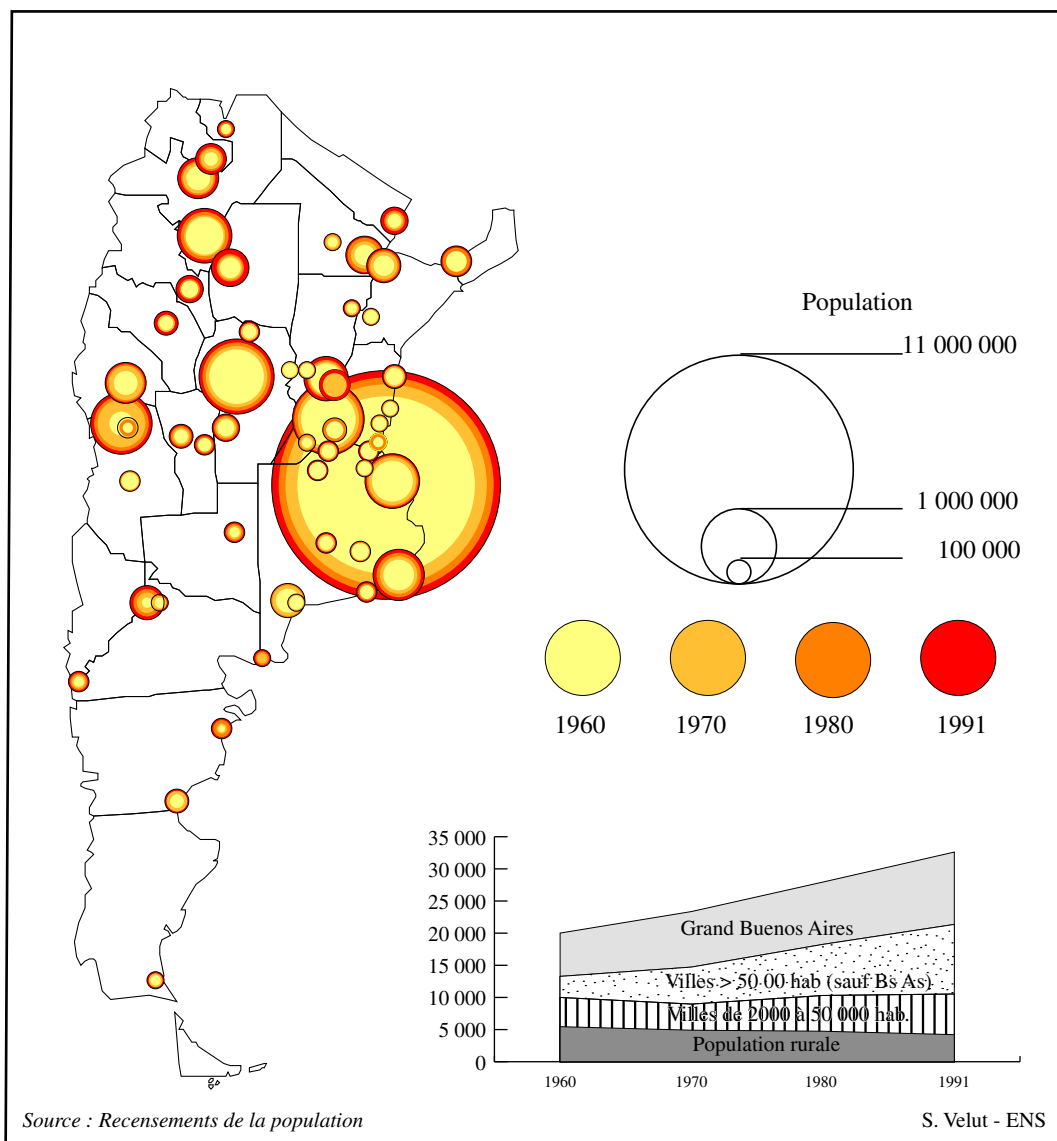 Population
11 000 000
1 000 000
100 000
1960 1970 1980 1991
35 000
30 000
25 000
20 000
15 000
10 000
5 000
0
Grand Buenos Aires
Villes > 50 00 hab (sauf Bs As)
Villes de 2000 à 50 000 hab.
Population rurale
1960 1970 1980 1991
Source : Recensements de la population
S. Velut - ENS